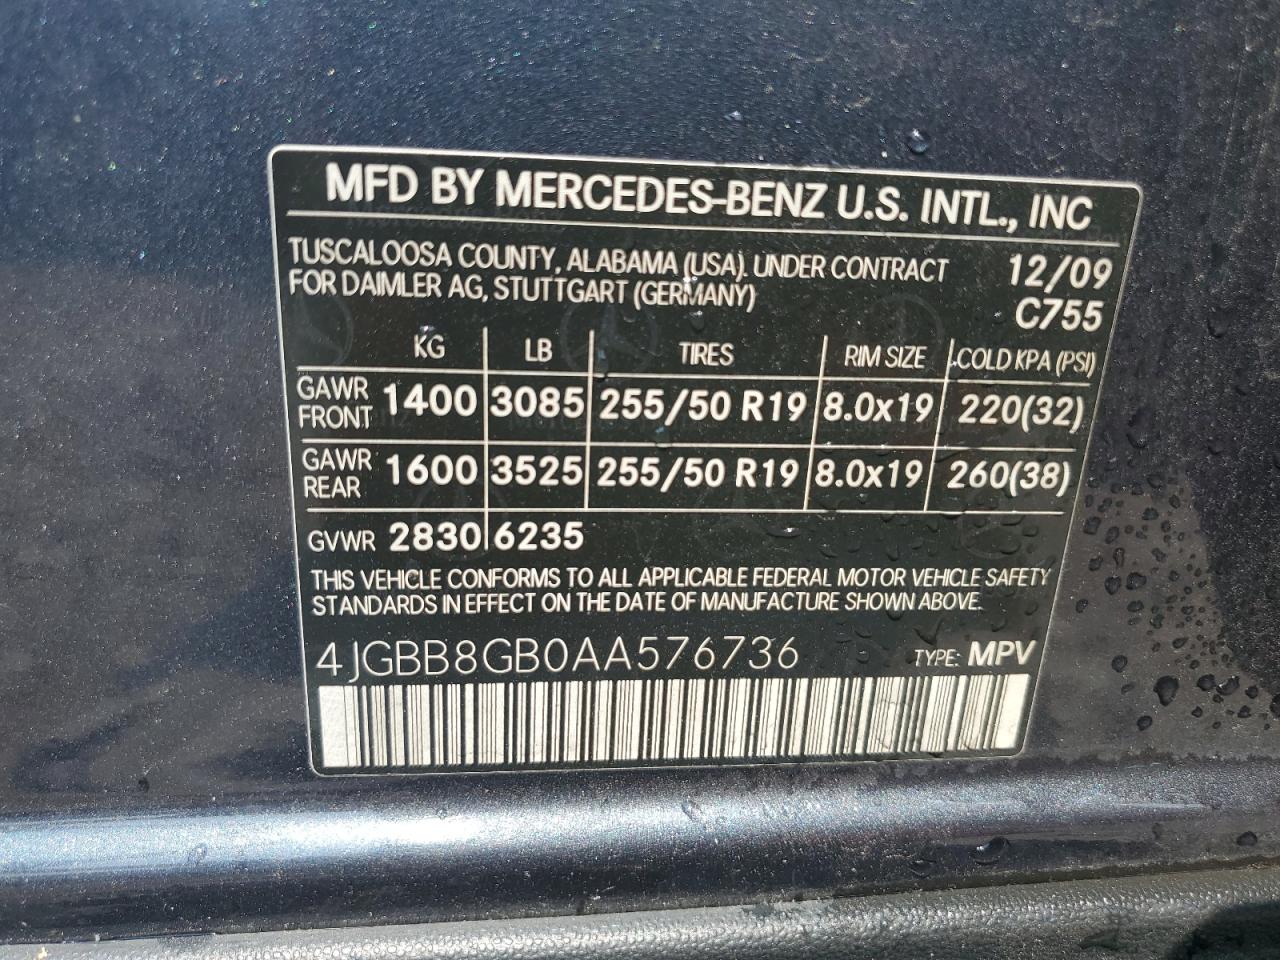 MFD BY MERCEDES-BENZ U.S. INTL., INC
TUSCALOOSA COUNTY, ALABAMA (USA). UNDER CONTRACT 12/09
FOR DAIMLER AG, STUTTGART (GERMANY) C755
KG LB TIRES RIM SIZE COLD KPA (PSI)
GAWR FRONT 1400 3085 255/50 R19 8.0x19 220(32)
GAWR REAR 1600 3525 255/50 R19 8.0x19 260(38)
GVWR 2830 6235
THIS VEHICLE CONFORMS TO ALL APPLICABLE FEDERAL MOTOR VEHICLE SAFETY
STANDARDS IN EFFECT ON THE DATE OF MANUFACTURE SHOWN ABOVE.
4JGBB8GB0AA576736 TYPE: MPV